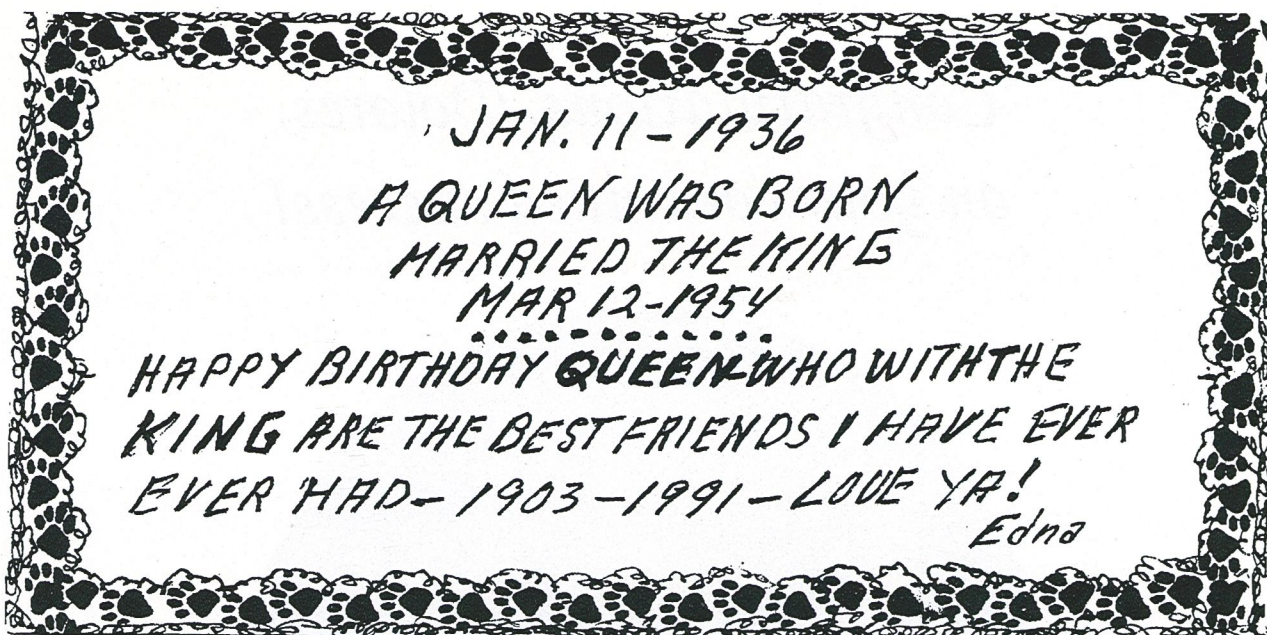 JAN. 11 - 1936
A QUEEN WAS BORN
MARRIED THE KING
MAR 12-1954
HAPPY BIRTHDAY QUEEN-WHO WITH THE
KING ARE THE BEST FRIENDS I HAVE EVER
EVER HAD- 1903-1991- LOVE YA!
Edna